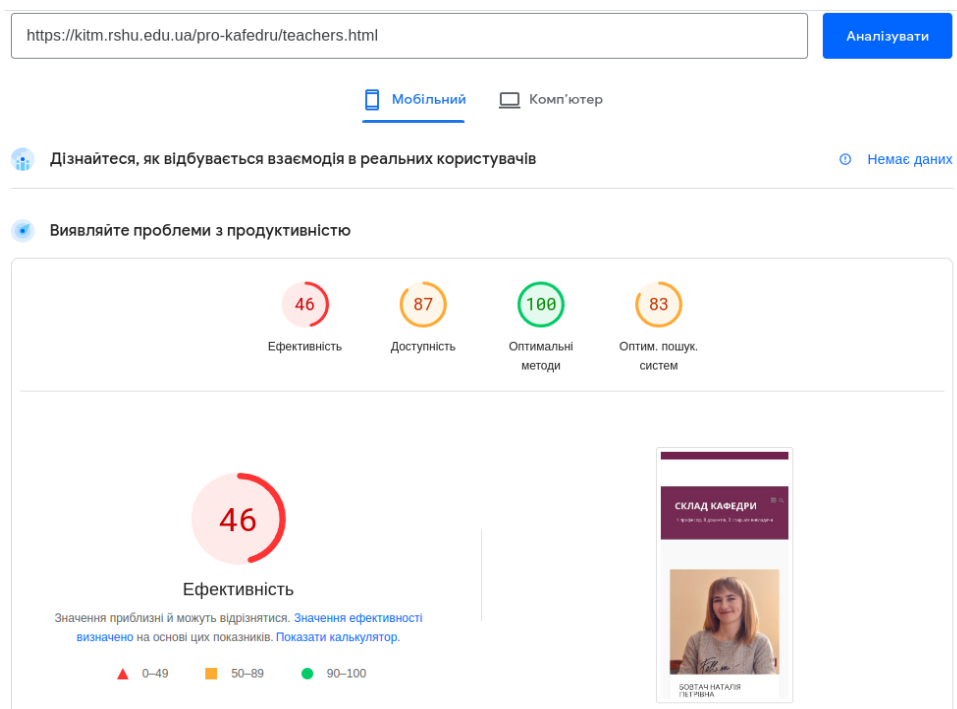 https://kitm.rshu.edu.ua/pro-kafedru/teachers.html
Аналізувати
Мобільний
Комп'ютер
Дізнайтеся, як відбувається взаємодія в реальних користувачів
Немає даних
Виявляйте проблеми з продуктивністю
46
87
100
83
Ефективність
Доступність
Оптимальні
методи
Оптим. пошук.
систем
46
Ефективність
Значення приблизні й можуть відрізнятися. Значення ефективності
визначено на основі цих показників. Показати калькулятор.
0–49
50–89
90–100
СКЛАД КАФЕДРИ
БОВТАЧ НАТАЛІЯ
ПЕТРІВНА